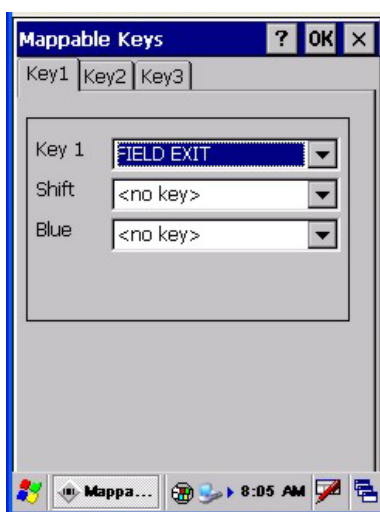 Mappable Keys ? OK ×
Key1 Key2 Key3
Key 1 FIELD EXIT
Shift <no key>
Blue <no key>
Mappa... 8:05 AM